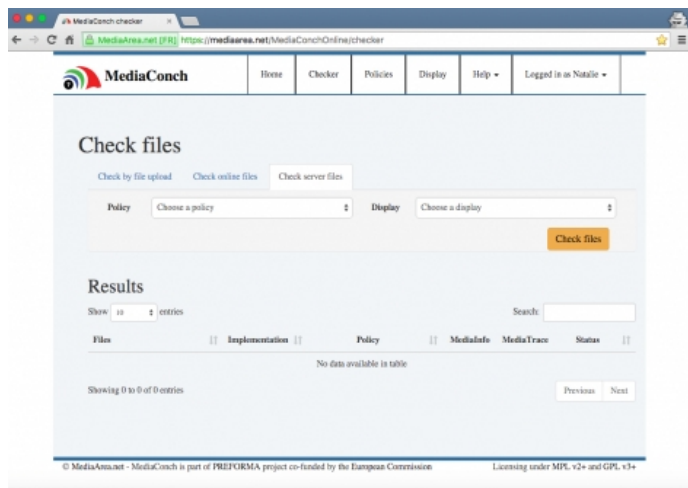 MediaConch checker
MediaArea.net [FR] https://mediaarea.net/MediaConchOnline/checker
MediaConch Home Checker Policies Display Help Logged in as Natalie
Check files
Check by file upload Check online files Check server files
Policy Choose a policy Display Choose a display
Check files
Results
Show 10 entries Search:
Files Implementation Policy MediaInfo MediaTrace Status
No data available in table
Showing 0 to 0 of 0 entries Previous Next
© MediaArea.net - MediaConch is part of PREFORMA project co-funded by the European Commission Licensing under MPL v2+ and GPL v3+